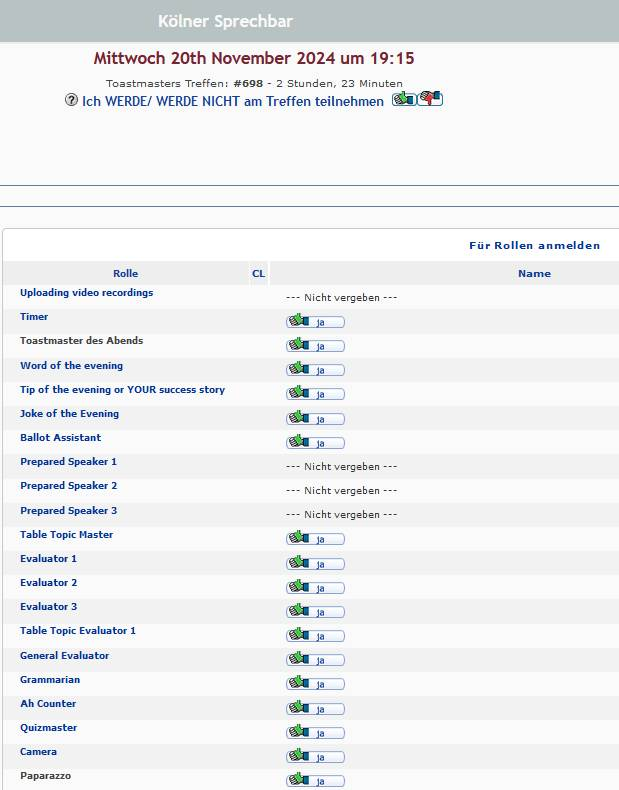 Kölner Sprechbar
Mittwoch 20th November 2024 um 19:15
Toastmasters Treffen: #698 - 2 Stunden, 23 Minuten
Ich WERDE/ WERDE NICHT am Treffen teilnehmen
Für Rollen anmelden
Rolle CL Name
Uploading video recordings --- Nicht vergeben ---
Timer ja
Toastmaster des Abends ja
Word of the evening ja
Tip of the evening or YOUR success story ja
Joke of the Evening ja
Ballot Assistant ja
Prepared Speaker 1 --- Nicht vergeben ---
Prepared Speaker 2 --- Nicht vergeben ---
Prepared Speaker 3 --- Nicht vergeben ---
Table Topic Master ja
Evaluator 1 ja
Evaluator 2 ja
Evaluator 3 ja
Table Topic Evaluator 1 ja
General Evaluator ja
Grammarian ja
Ah Counter ja
Quizmaster ja
Camera ja
Paparazzo ja